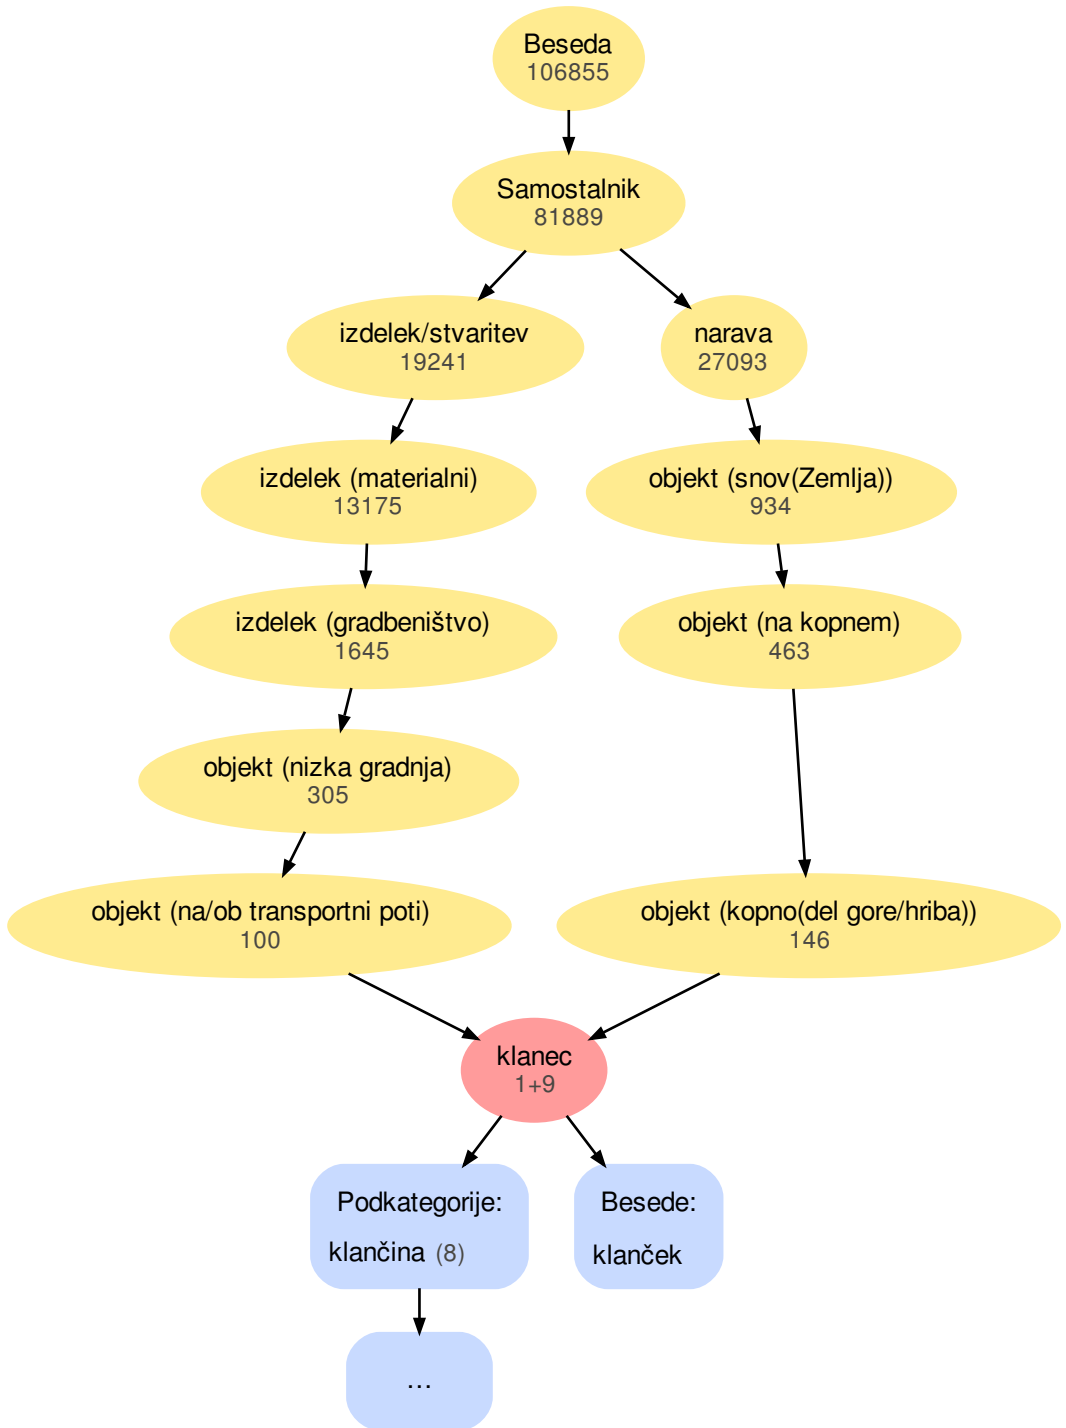 Beseda
106855
Samostalnik
81889
izdelek/stvaritev
19241
narava
27093
izdelek (materialni)
13175
objekt (snov(Zemlja))
934
izdelek (gradbeništvo)
1645
objekt (na kopnem)
463
objekt (nizka gradnja)
305
objekt (na/ob transportni poti)
100
objekt (kopno(del gore/hriba))
146
klanec
1+9
Podkategorije:
klančina (8)
Besede:
klanček
...